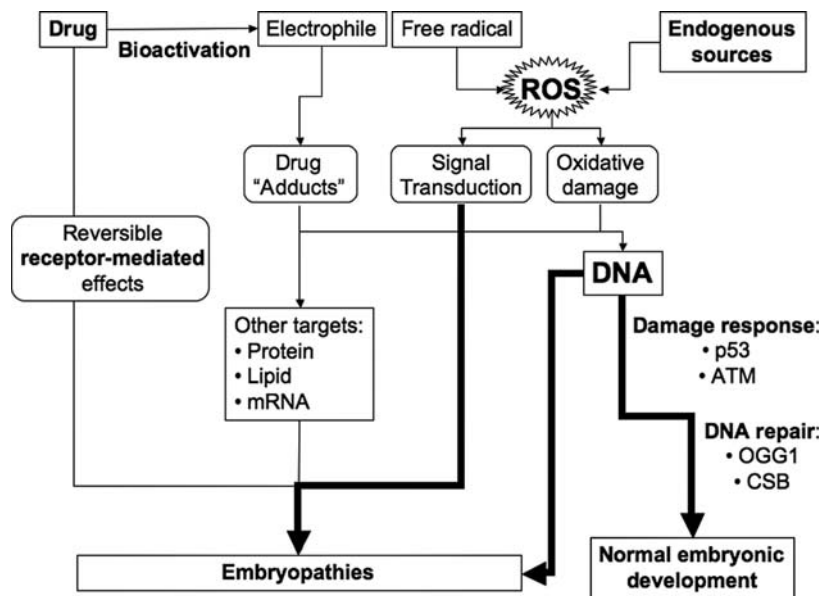 Drug
Bioactivation
Electrophile
Free radical
Endogenous
sources
ROS
Drug
"Adducts"
Signal
Transduction
Oxidative
damage
Reversible
receptor-mediated
effects
DNA
Other targets:
• Protein
• Lipid
• mRNA
Damage response:
• p53
• ATM
DNA repair:
• OGG1
• CSB
Embryopathies
Normal embryonic
development